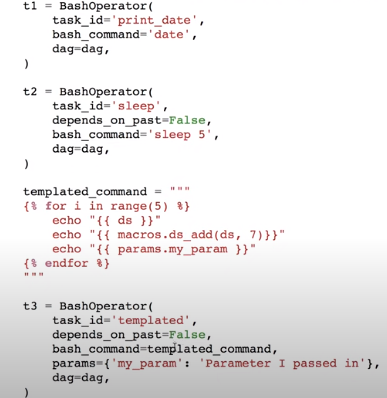 t1 = BashOperator(
    task_id='print_date',
    bash_command='date',
    dag=dag,
)
t2 = BashOperator(
    task_id='sleep',
    depends_on_past=False,
    bash_command='sleep 5',
    dag=dag,
)
templated_command = """
{% for i in range(5) %}
    echo "{{ ds }}"
    echo "{{ macros.ds_add(ds, 7)}}"
    echo "{{ params.my_param }}"
{% endfor %}
"""
t3 = BashOperator(
    task_id='templated',
    depends_on_past=False,
    bash_command=templated_command,
    params={'my_param': 'Parameter I passed in'},
    dag=dag,
)